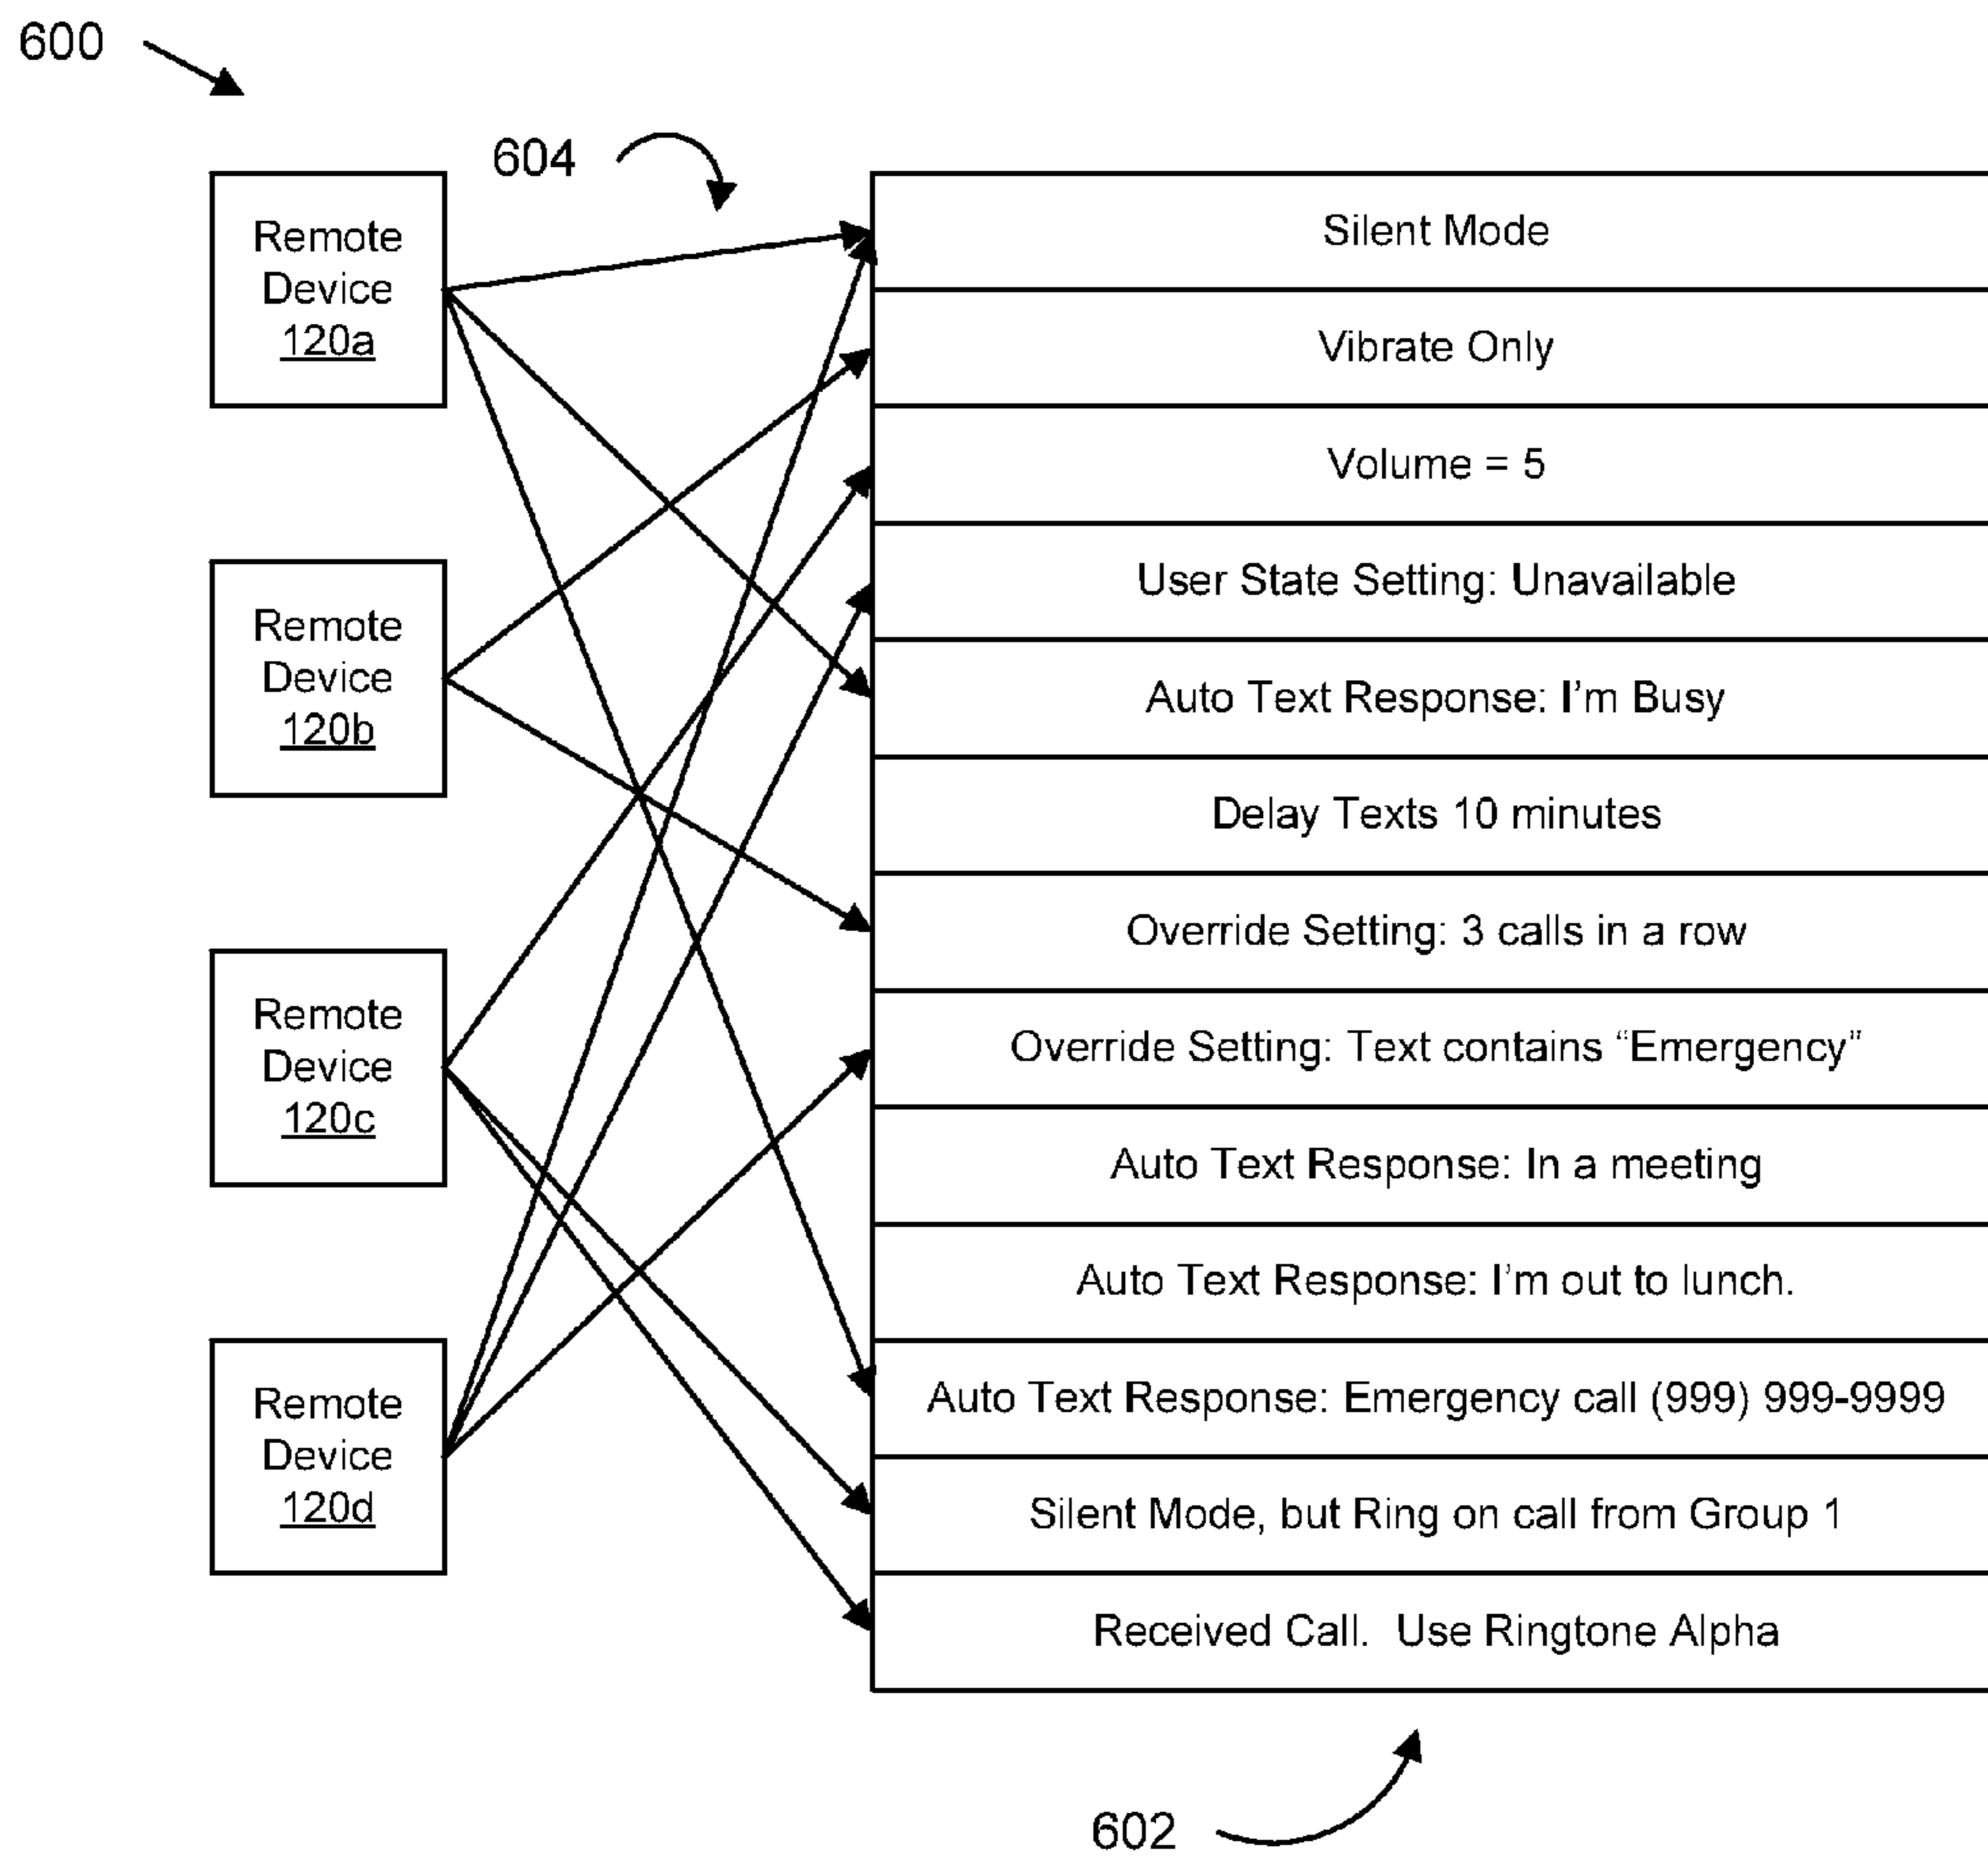 600
604
Remote
Device
120a
Remote
Device
120b
Remote
Device
120c
Remote
Device
120d
Silent Mode
Vibrate Only
Volume = 5
User State Setting: Unavailable
Auto Text Response: I’m Busy
Delay Texts 10 minutes
Override Setting: 3 calls in a row
Override Setting: Text contains “Emergency”
Auto Text Response: In a meeting
Auto Text Response: I’m out to lunch.
Auto Text Response: Emergency call (999) 999-9999
Silent Mode, but Ring on call from Group 1
Received Call.  Use Ringtone Alpha
602